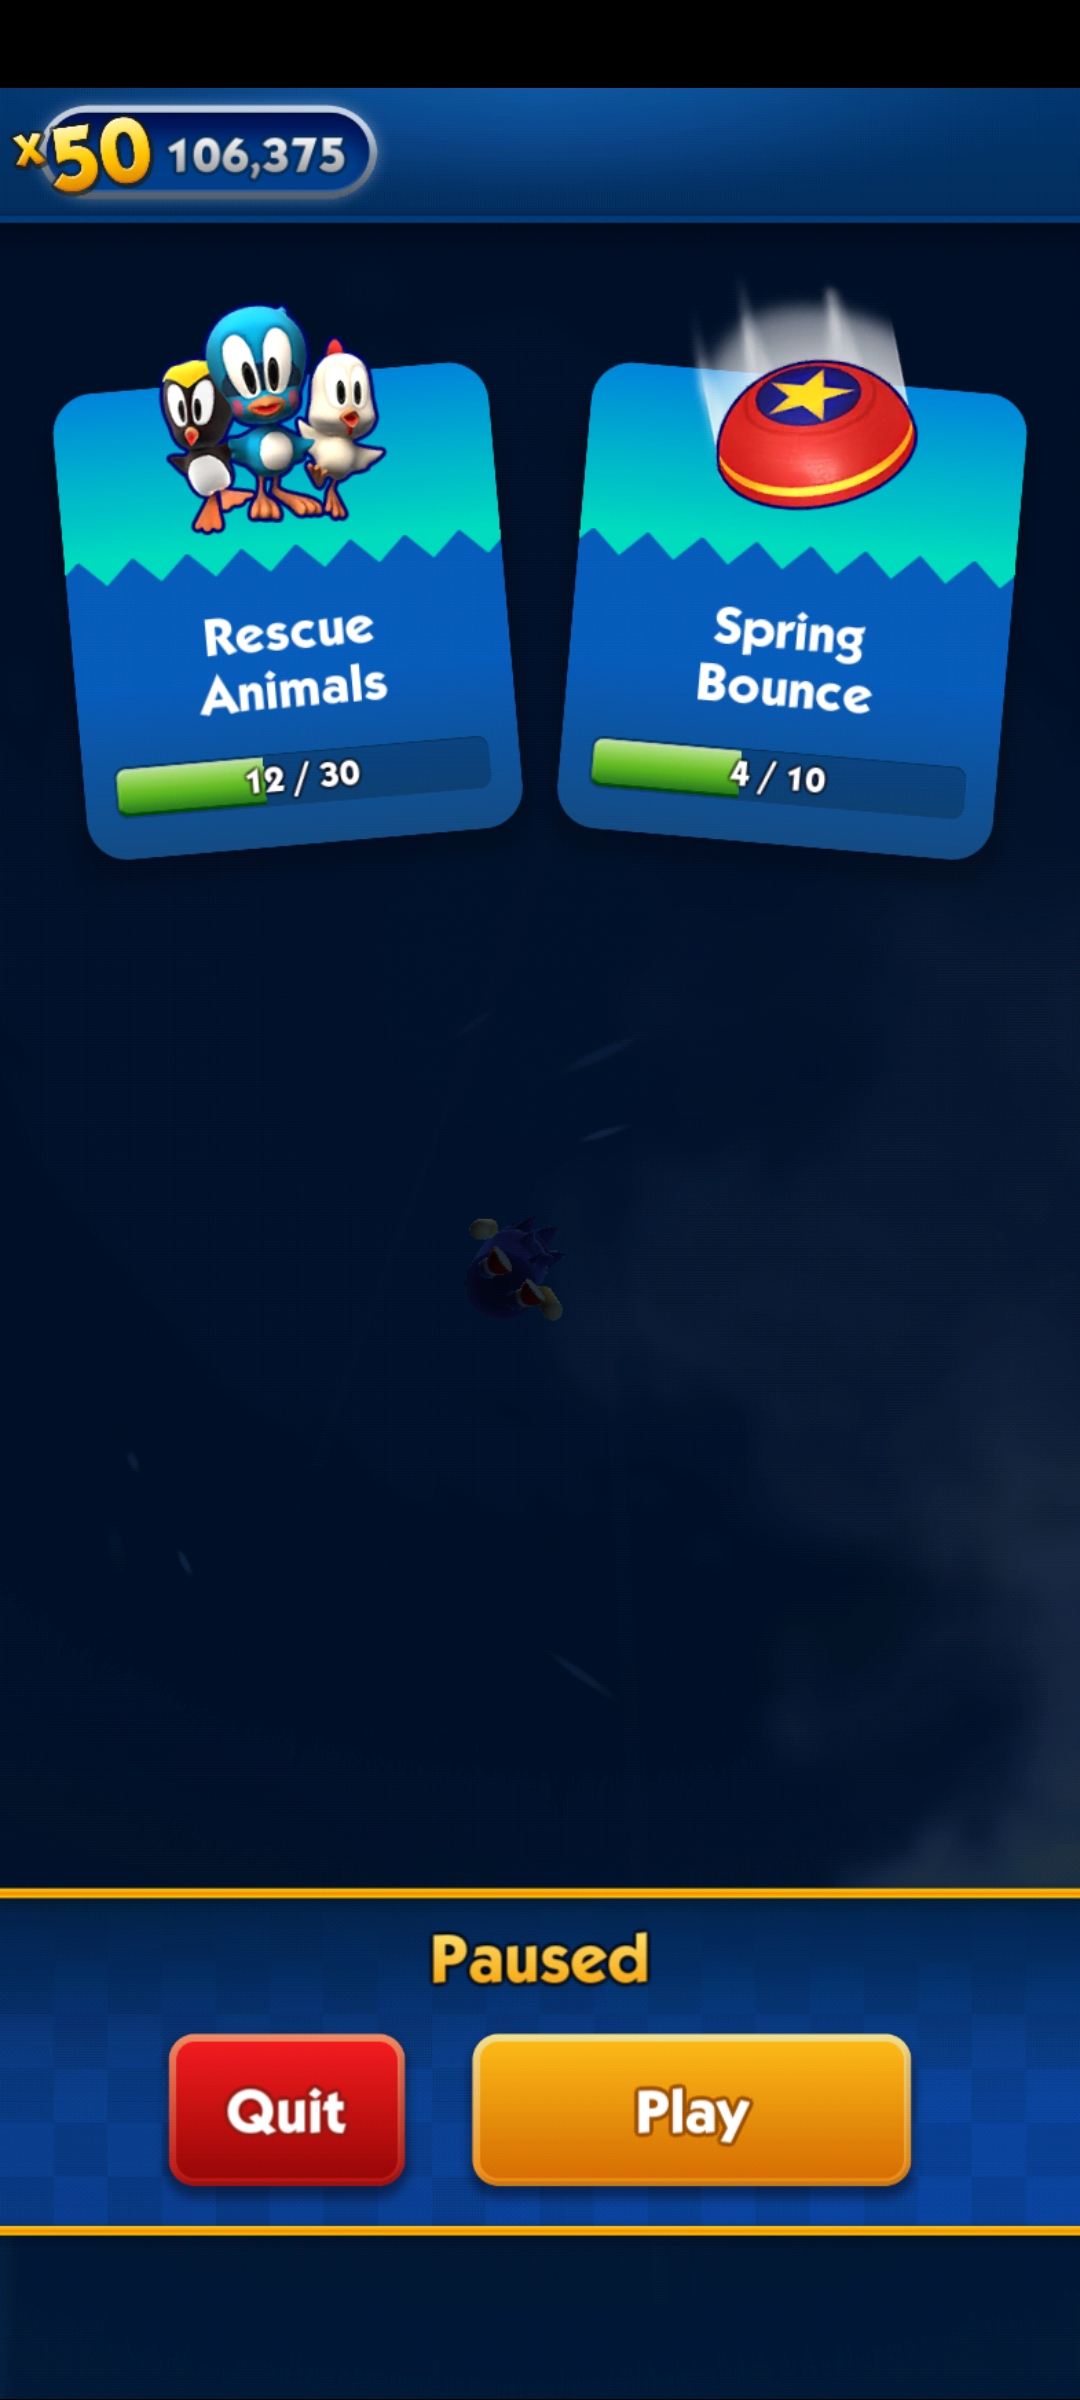 x50 106,375
Rescue
Animals
12 / 30
Spring
Bounce
4 / 10
Paused
Quit
Play